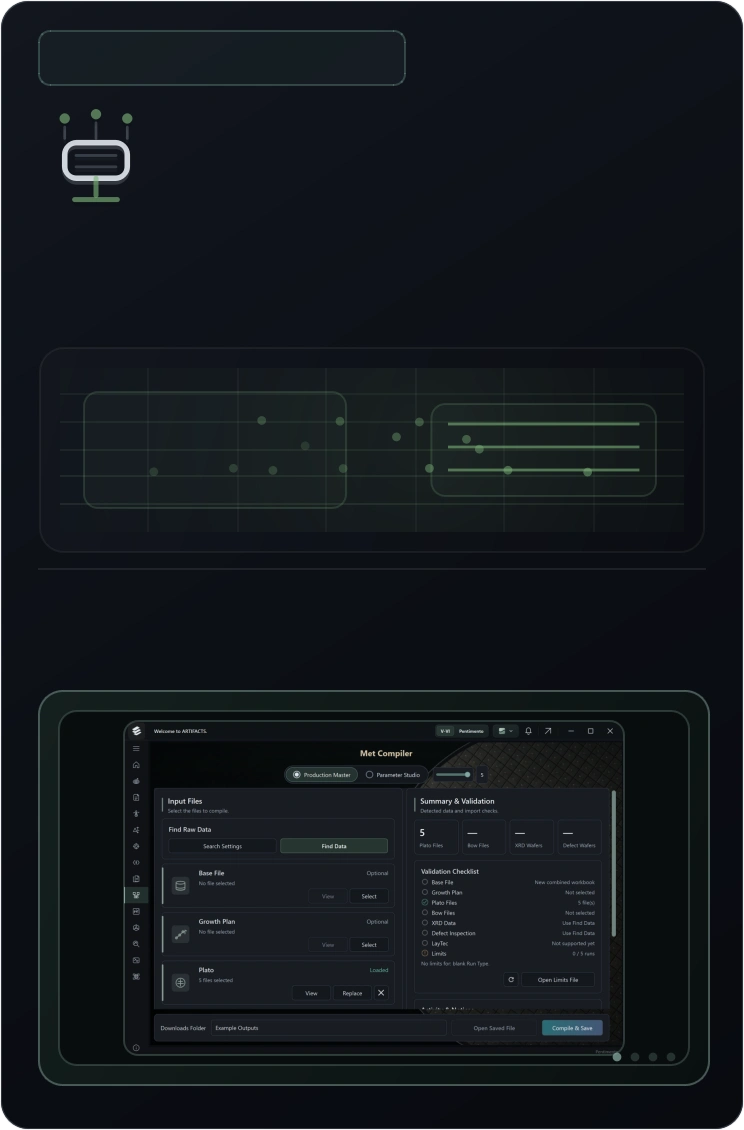 Welcome to ARTIFACTS.
V-VI Pentimento
Met Compiler
Production Master
Parameter Studio
5
Input Files
Select the files to compile.
Find Raw Data
Search Settings
Find Data
Base File
Optional
No file selected
View
Select
Growth Plan
Optional
No file selected
View
Select
Plato
Loaded
5 files selected
View
Replace
Summary & Validation
Detected data and import checks
5
Plato Files
—
Bow Files
—
XRD Wafers
—
Defect Wafers
Validation Checklist
Base File New combined workbook
Growth Plan Not selected
Plato Files 5 file(s)
Bow Files Not selected
XRD Data Use Find Data
Defect Inspection Use Find Data
LayTec Not supported yet
Limits 0 / 5 runs
No limits for: blank Run Type.
Open Limits File
Downloads Folder
Example Outputs
Open Saved File
Compile & Save